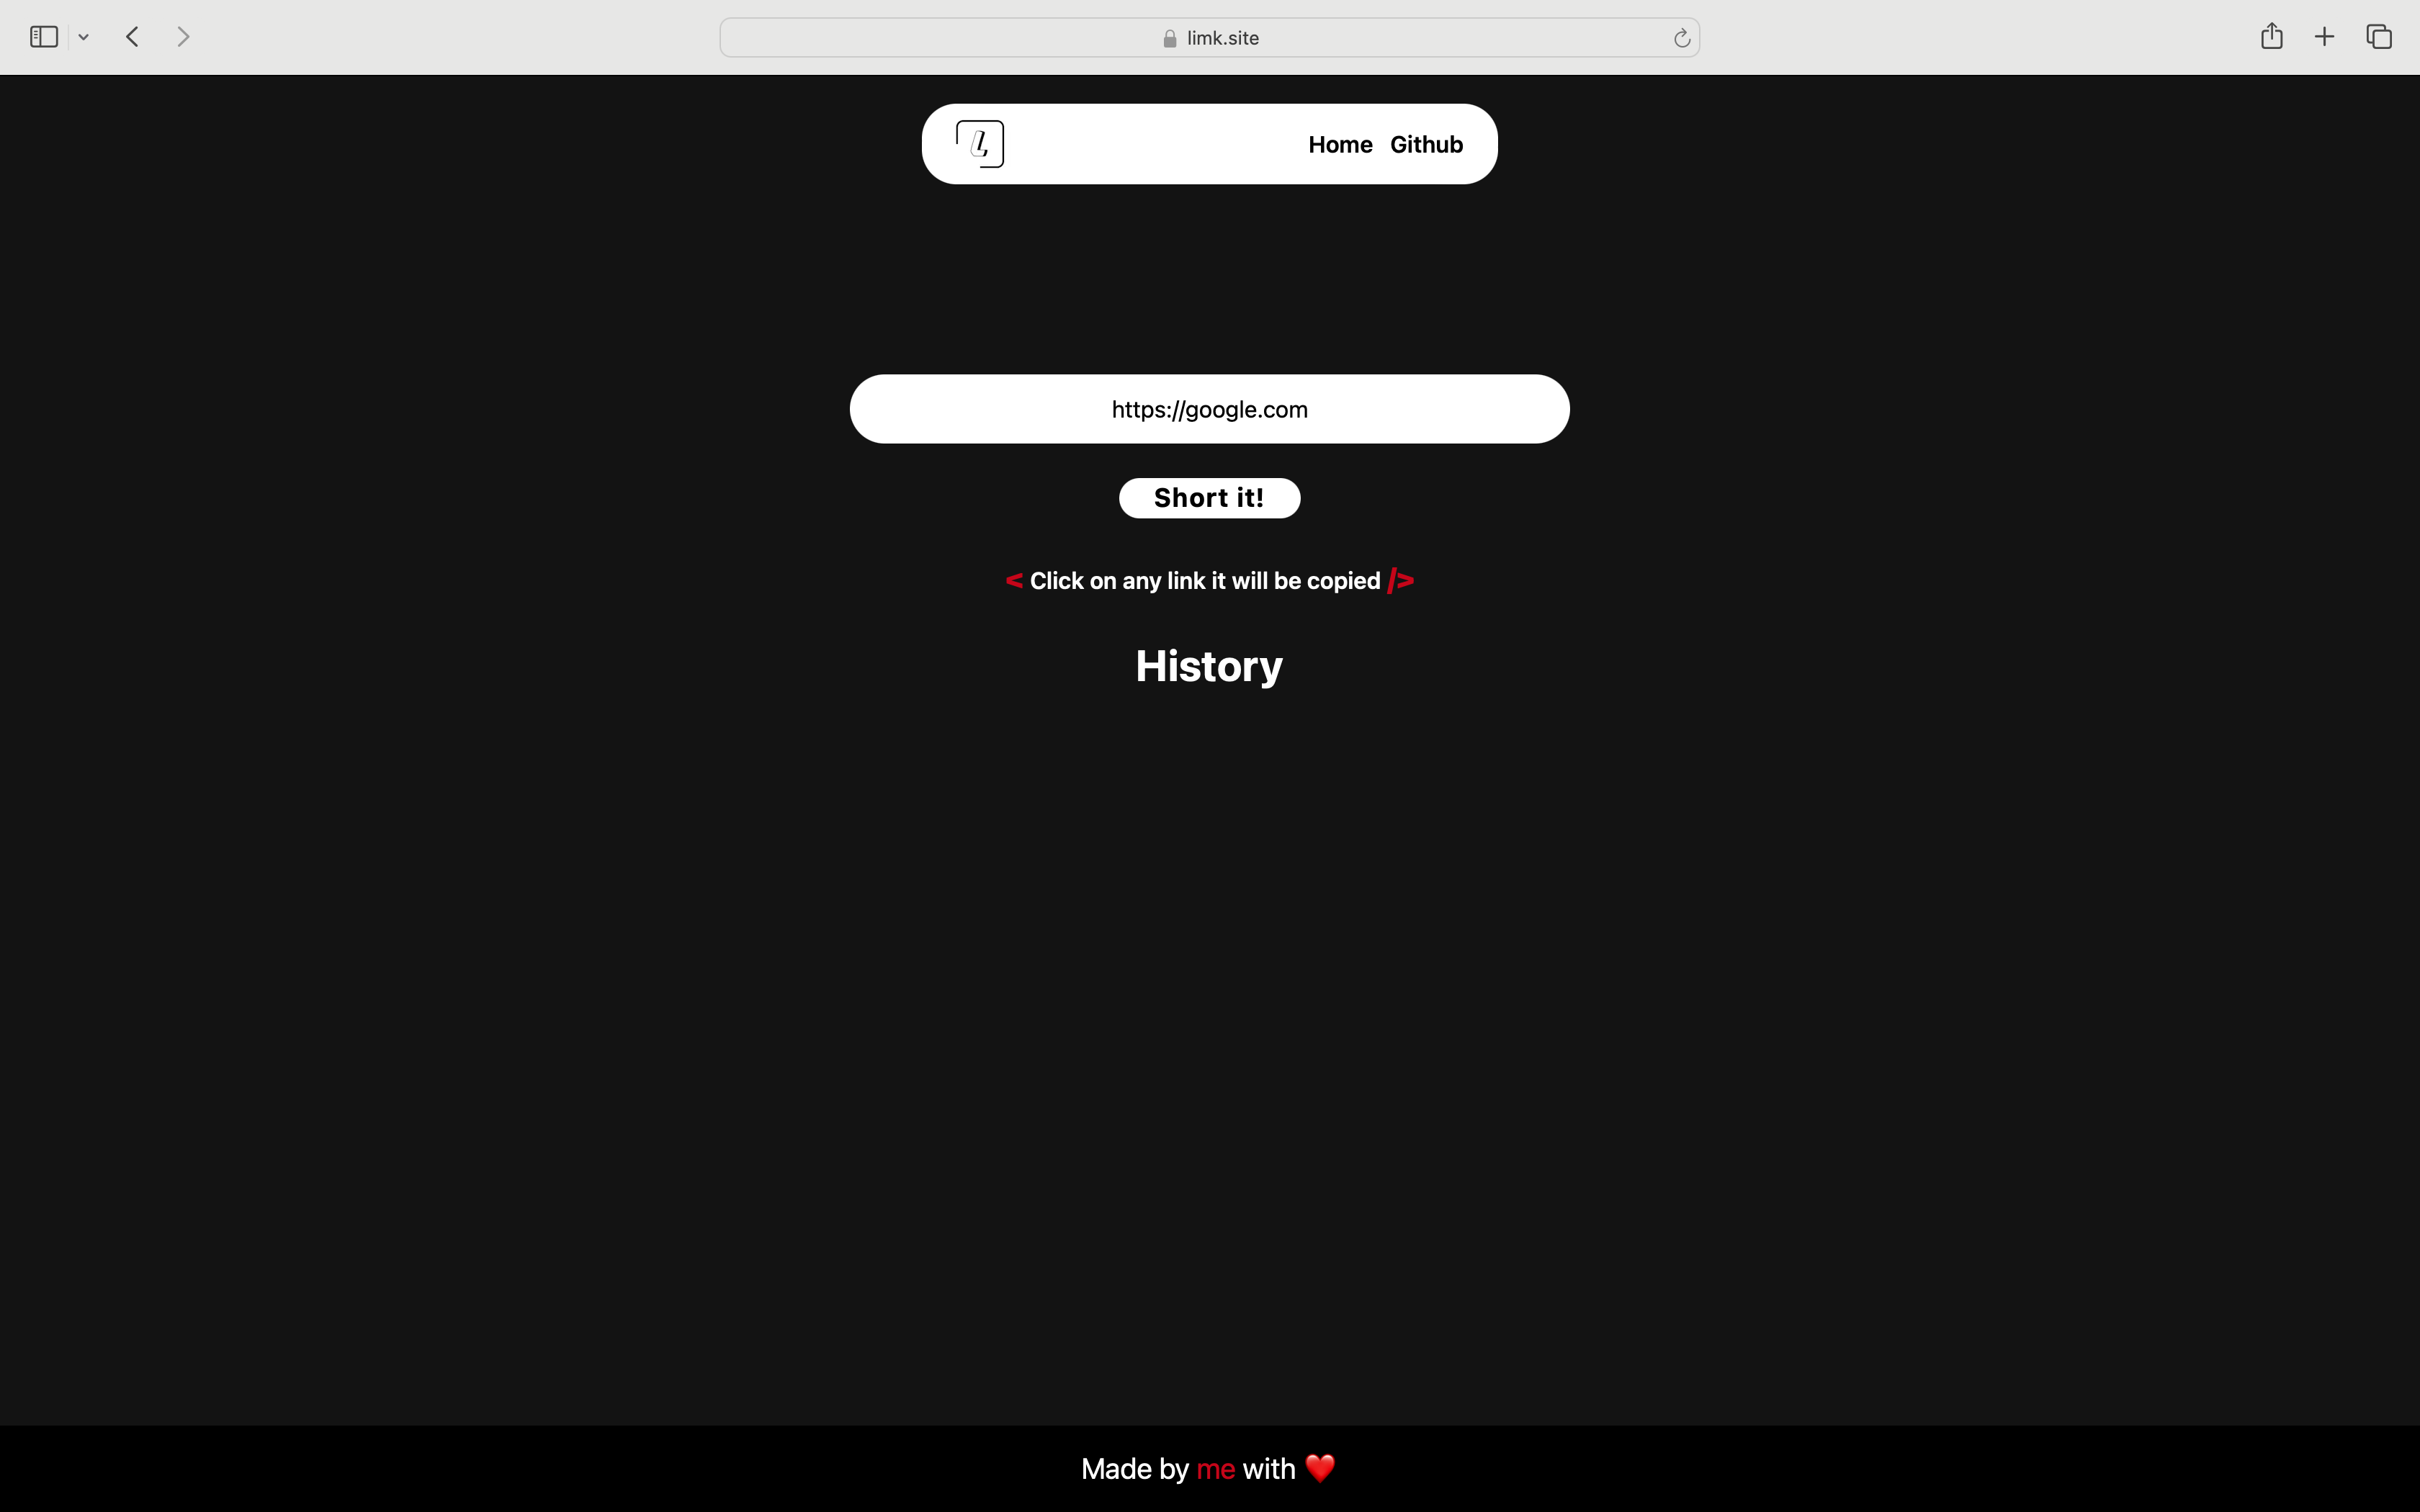 limk.site
Home Github
https://google.com
Short it!
< Click on any link it will be copied />
History
Made by me with ❤️